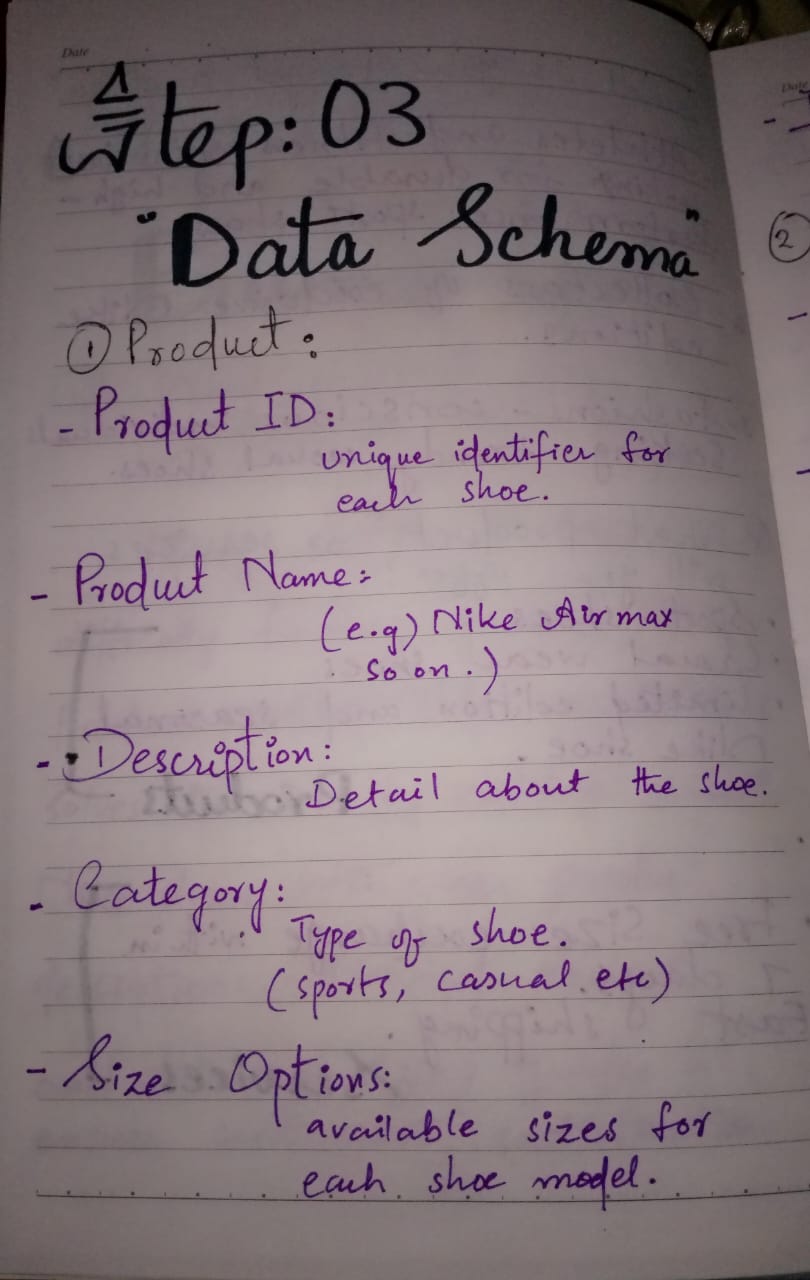 Date
Step: 03
"Data Schema"
① Product:
- Product ID:
unique identifier for
each shoe.
- Product Name:
(e.g) Nike Air max
so on.)
- Description:
Detail about the shoe.
- Category:
Type of shoe.
(sports, casual etc)
- Size Options:
available sizes for
each shoe model.
Date
②